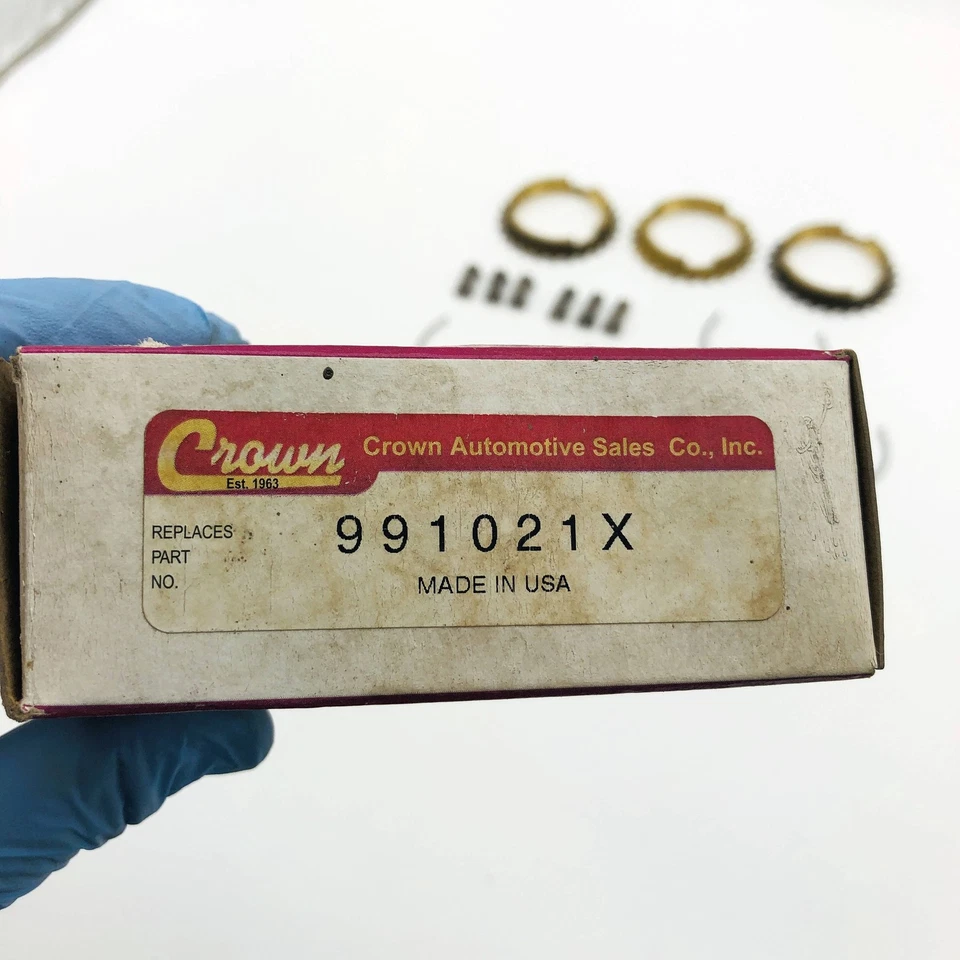 Crown
Est. 1963
Crown Automotive Sales Co., Inc.
REPLACES
PART
NO.
991021X
MADE IN USA